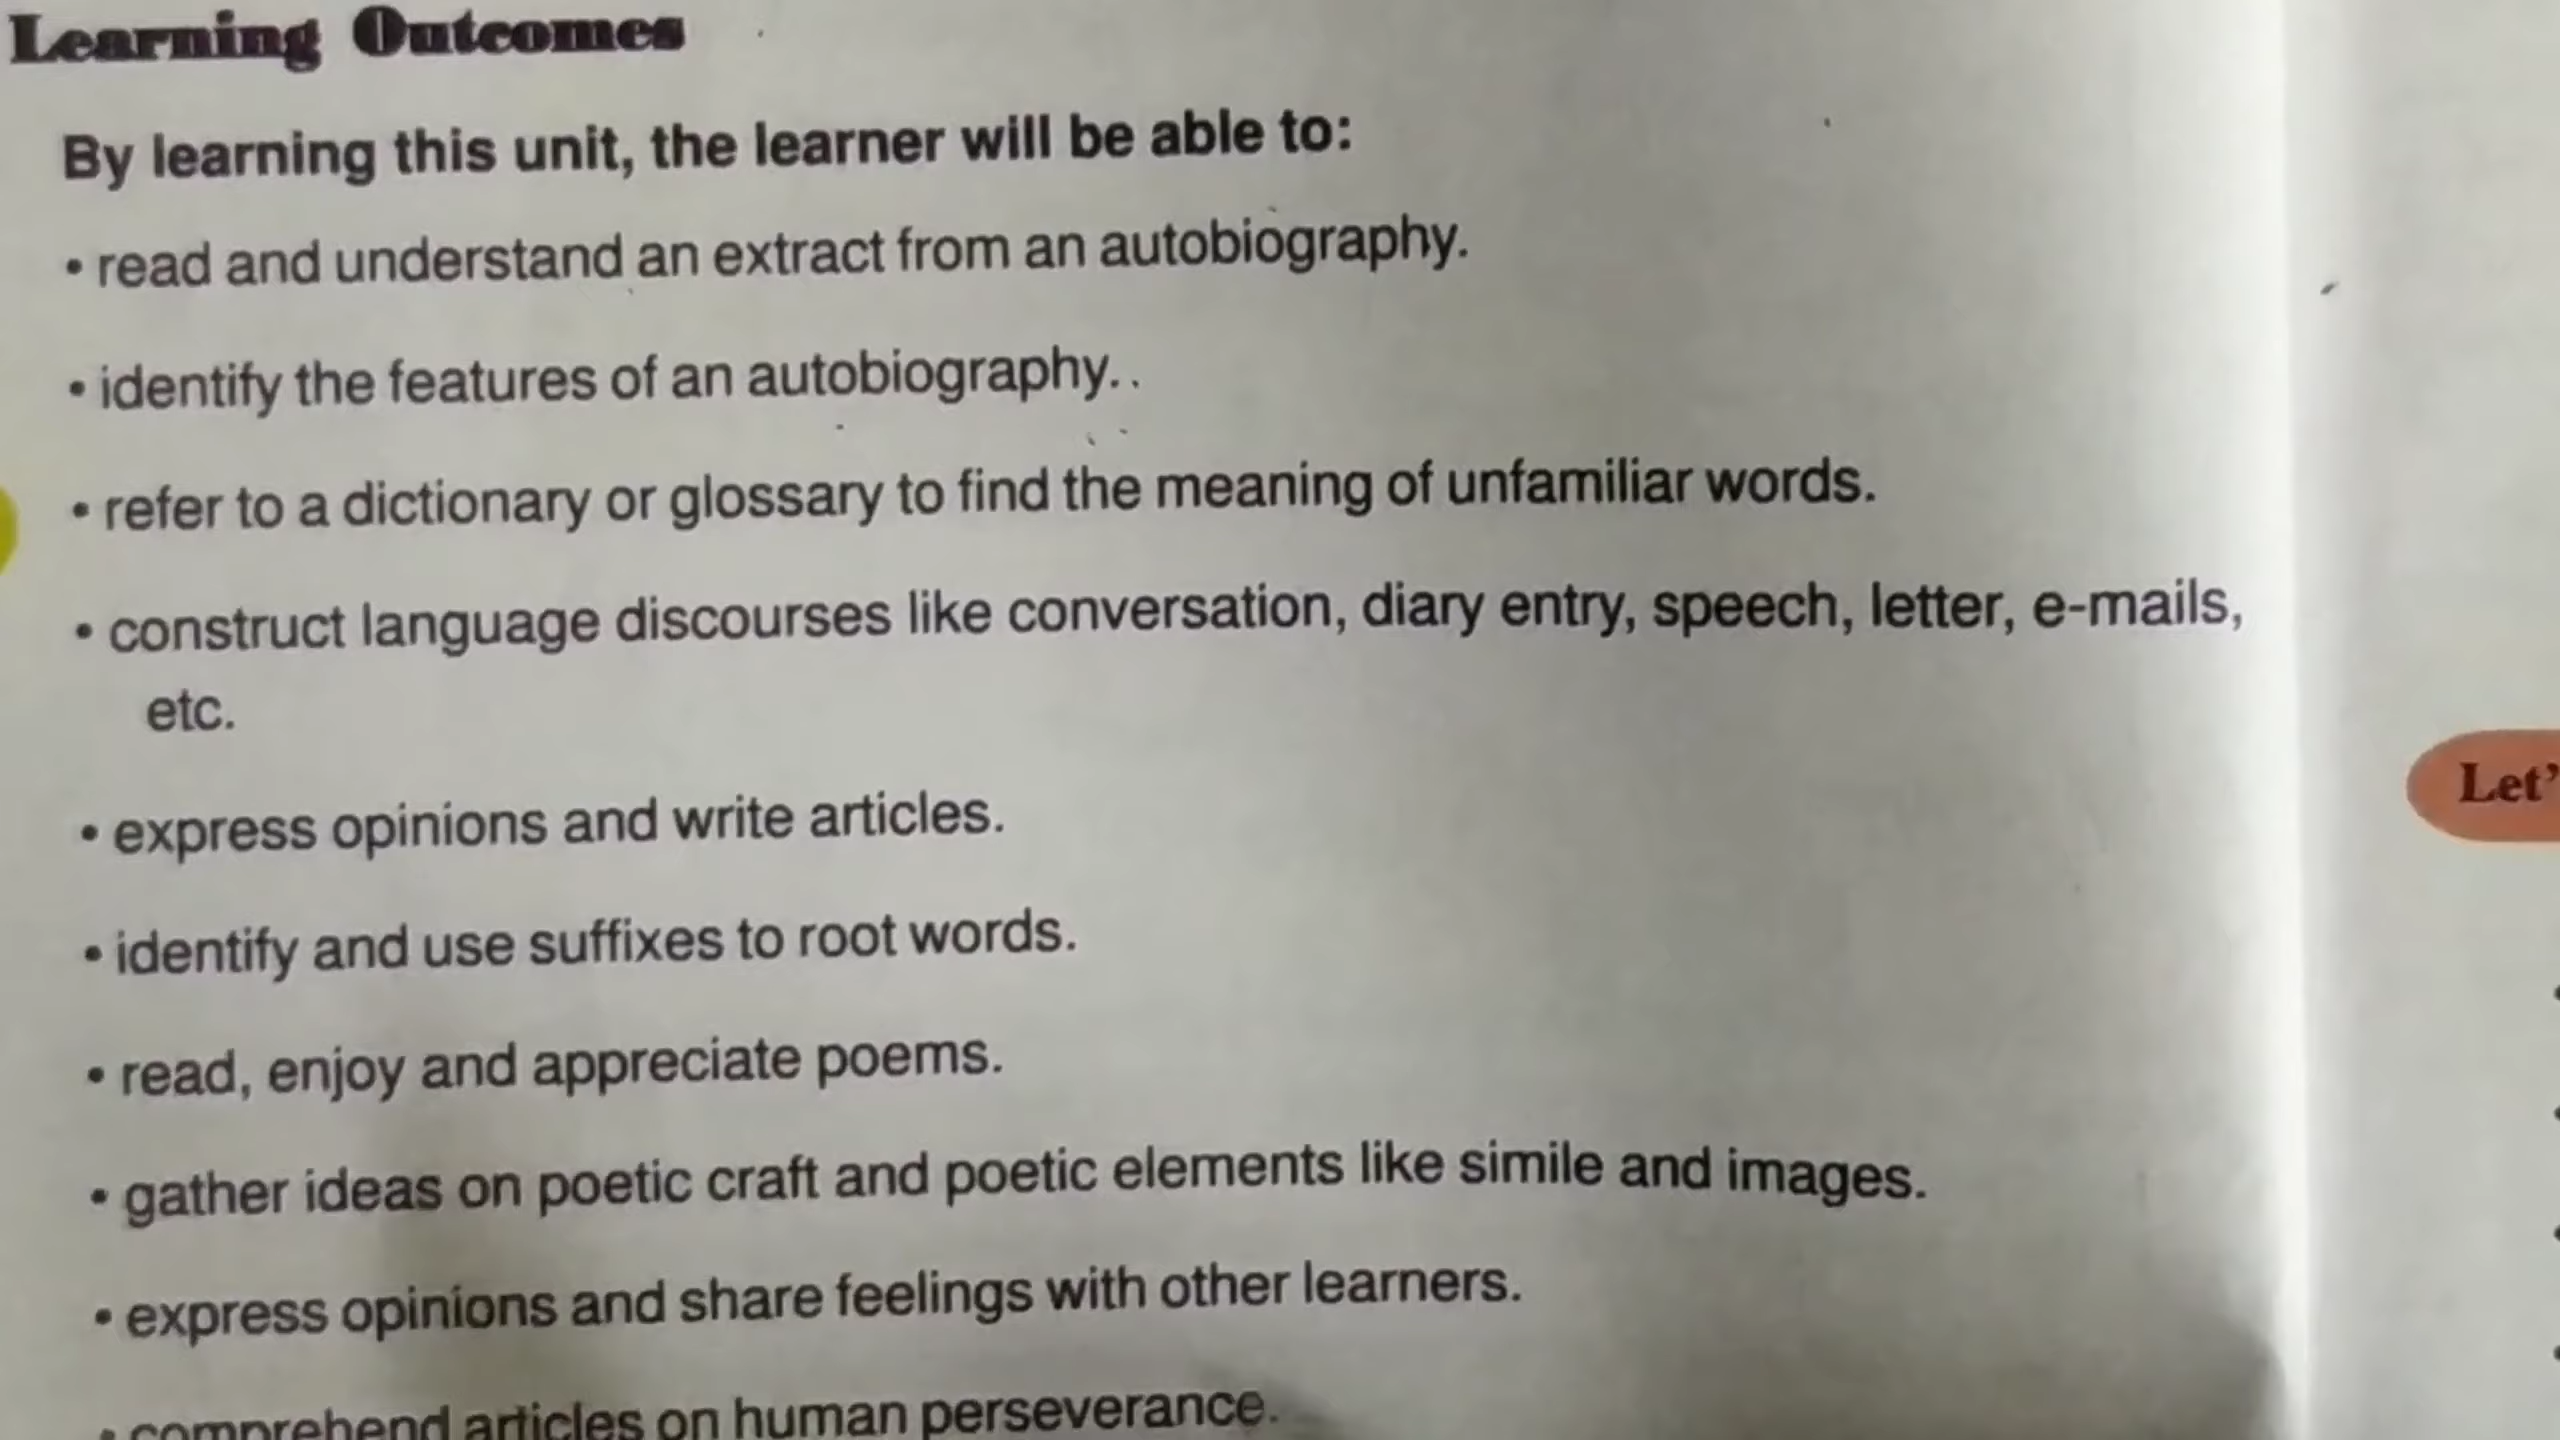 Learning Outcomes
By learning this unit, the learner will be able to:
• read and understand an extract from an autobiography.
• identify the features of an autobiography..
• refer to a dictionary or glossary to find the meaning of unfamiliar words.
• construct language discourses like conversation, diary entry, speech, letter, e-mails,
etc.
• express opinions and write articles.
• identify and use suffixes to root words.
• read, enjoy and appreciate poems.
• gather ideas on poetic craft and poetic elements like simile and images.
• express opinions and share feelings with other learners.
• comprehend articles on human perseverance.
Let'